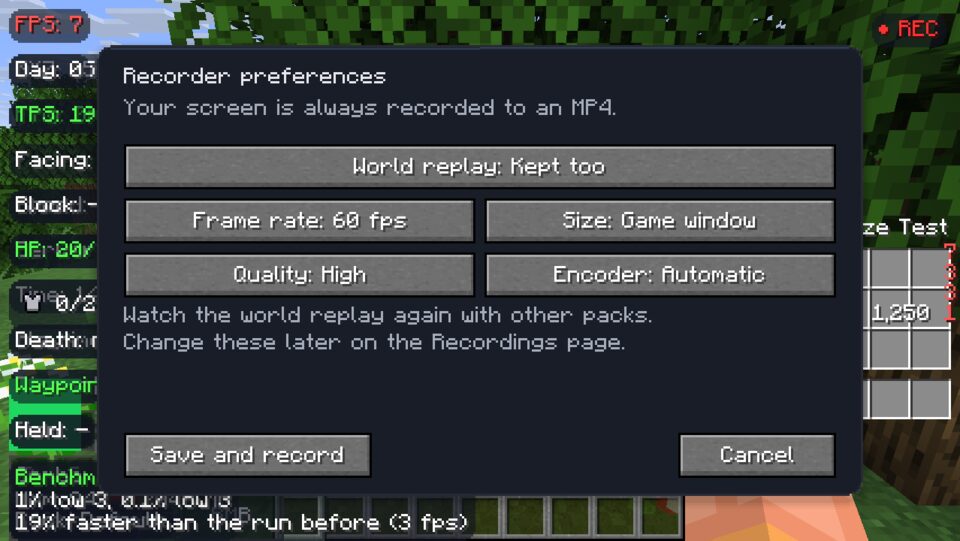 FPS: 7
REC
Day: 05
TPS: 19
Facing:
Block: -
HP: 20/
0/2
Death:
Waypoin
Held: -
Benchm
1% low 3, 0.1% low 3
19% faster than the run before (3 fps)
Recorder preferences
Your screen is always recorded to an MP4.
World replay: Kept too
Frame rate: 60 fps
Size: Game window
Quality: High
Encoder: Automatic
Watch the world replay again with other packs.
Change these later on the Recordings page.
Save and record
Cancel
ze Test
1,250